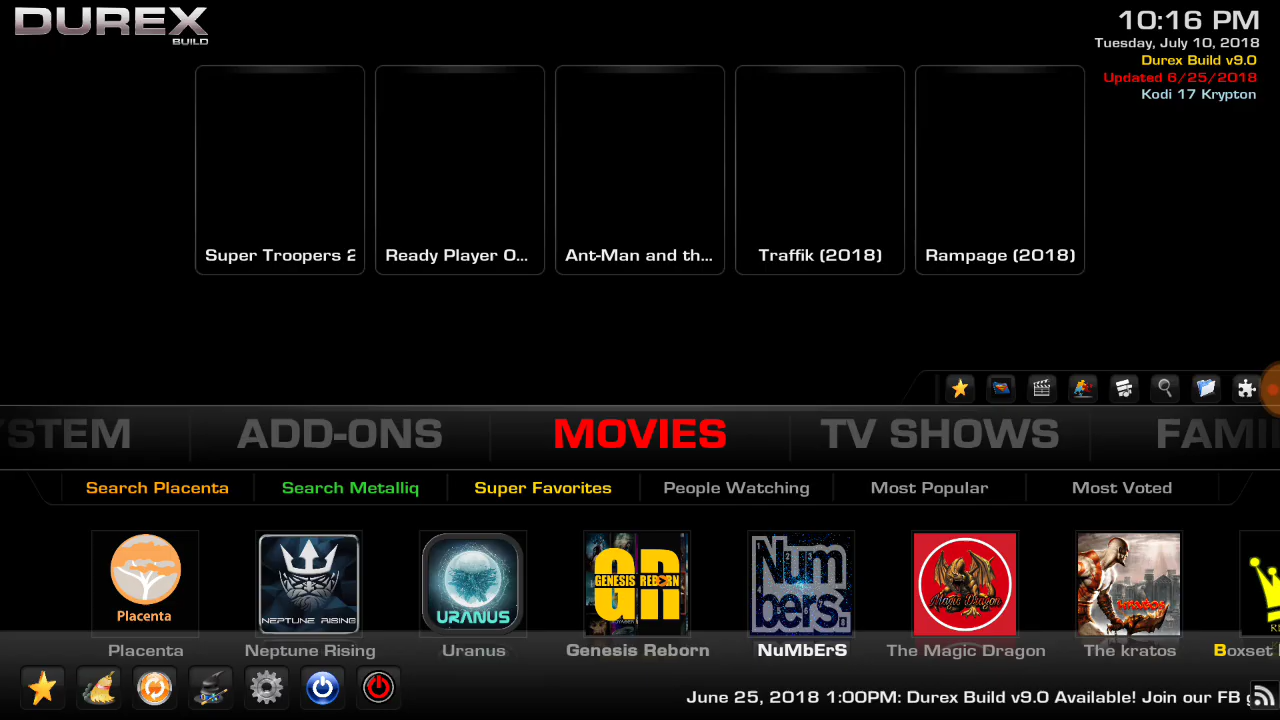 DUREX
BUILD
10:16 PM
Tuesday, July 10, 2018
Durex Build v9.0
Updated 6/25/2018
Kodi 17 Krypton
Super Troopers 2
Ready Player O...
Ant-Man and th...
Traffik (2018)
Rampage (2018)
STEM ADD-ONS MOVIES TV SHOWS FAMI
Search Placenta Search Metalliq Super Favorites People Watching Most Popular Most Voted
Placenta
NEPTUNE RISING
URANUS
GR
GENESIS REBORN
Num
bers.
Magic Dragon
KRATOS
Placenta Neptune Rising Uranus Genesis Reborn NuMbErS The Magic Dragon The kratos Boxset
June 25, 2018 1:00PM: Durex Build v9.0 Available! Join our FB g